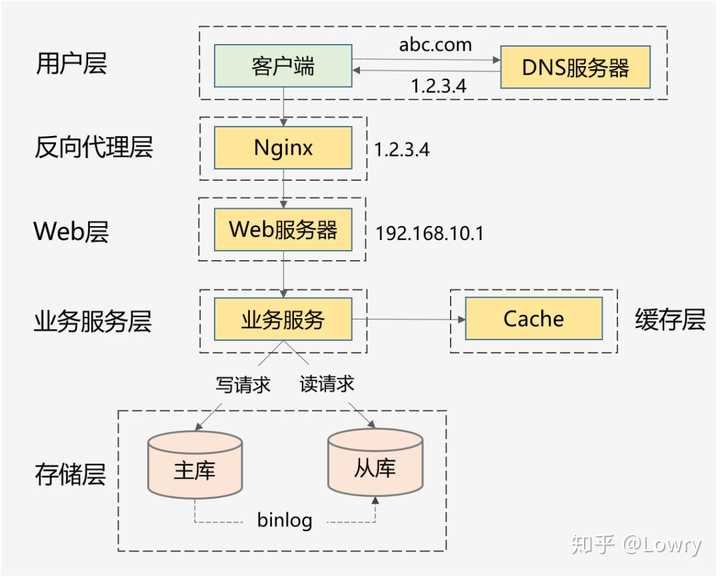 用户层
客户端
abc.com
1.2.3.4
DNS服务器
反向代理层
Nginx
1.2.3.4
Web层
Web服务器
192.168.10.1
业务服务层
业务服务
Cache
缓存层
写请求
读请求
存储层
主库
从库
binlog
知乎 @Lowry